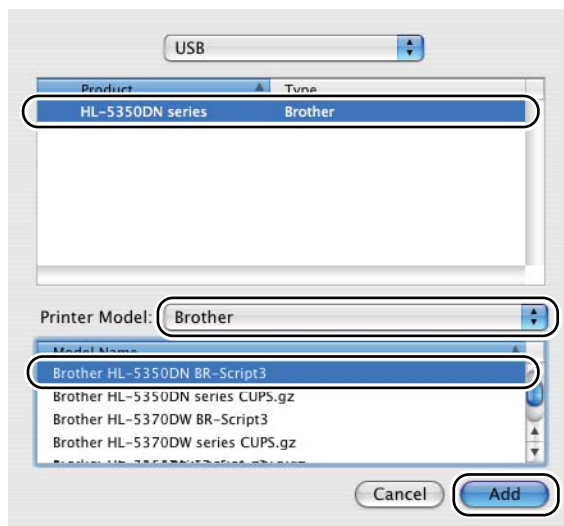 USB
Product Type
HL-5350DN series Brother
Printer Model: Brother
Model Name
Brother HL-5350DN BR-Script3
Brother HL-5350DN series CUPS.gz
Brother HL-5370DW BR-Script3
Brother HL-5370DW series CUPS.gz
Cancel Add